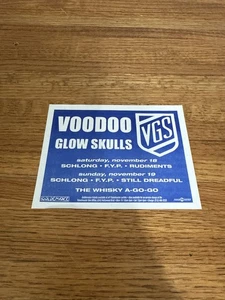 VOODOO
GLOW SKULLS
VGS
saturday, november 18
SCHLONG • F.Y.P. • RUDIMENTS
sunday, november 19
SCHLONG • F.Y.P. • STILL DREADFUL
THE WHISKY A-GO-GO